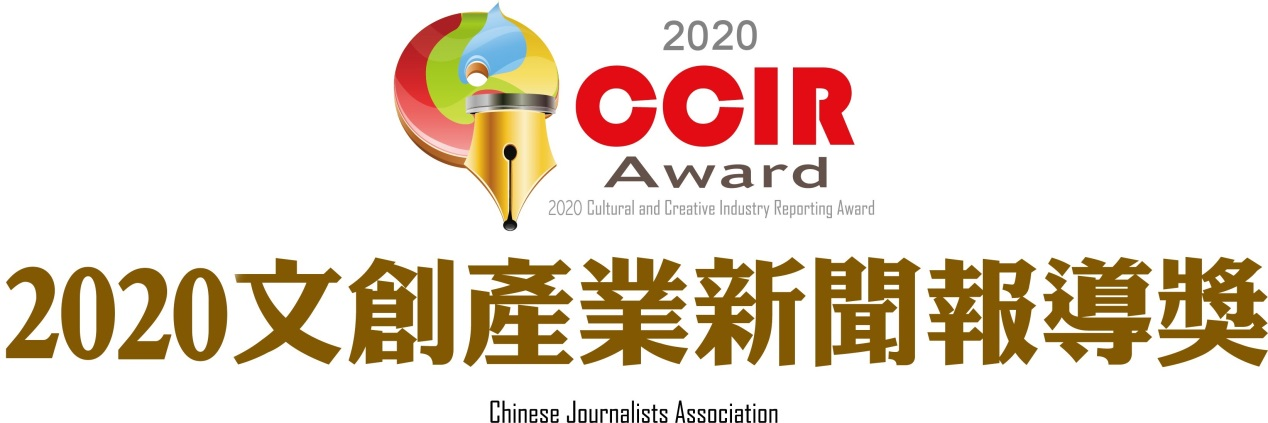 2020
CCIR
Award
2020 Cultural and Creative Industry Reporting Award
2020文創產業新聞報導獎
Chinese Journalists Association